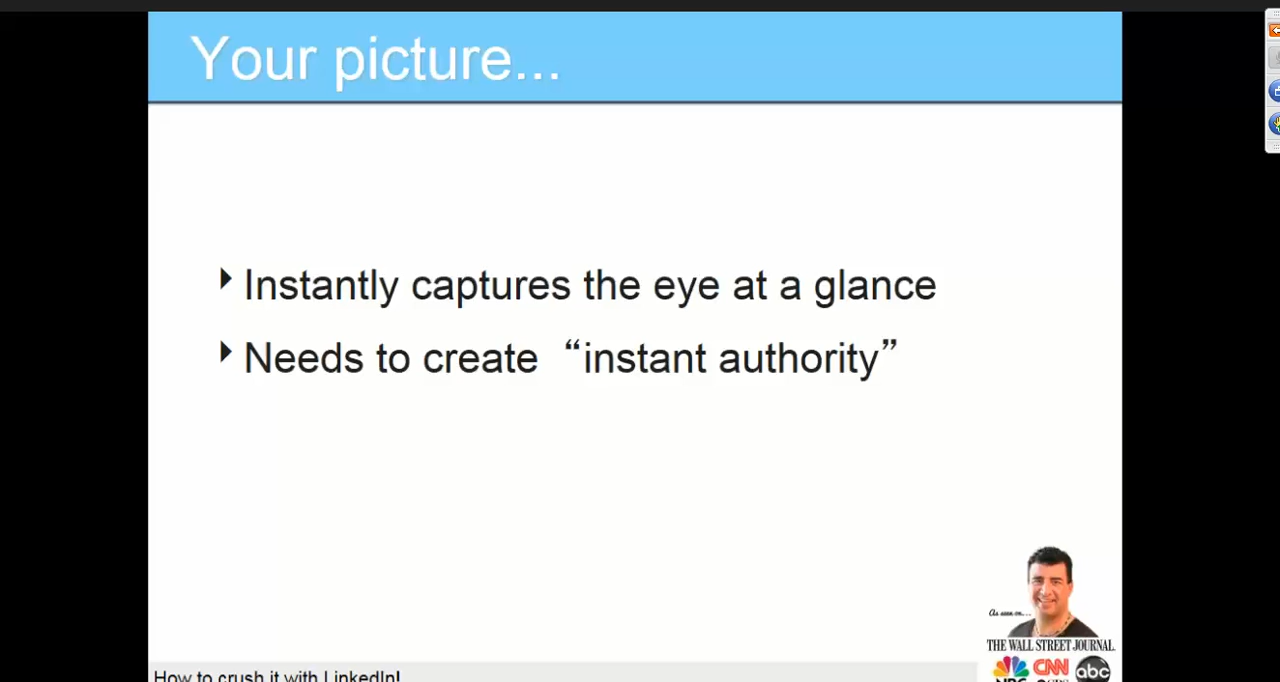 Your picture...
Instantly captures the eye at a glance
Needs to create “instant authority”
As seen on...
THE WALL STREET JOURNAL.
CNN
abc
NBC
How to crush it with LinkedIn!